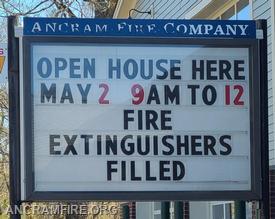 ANCRAM FIRE COMPANY
OPEN HOUSE HERE
MAY 2 9AM TO 12
FIRE
EXTINGUISHERS
FILLED
ANCRAMFIRE.ORG